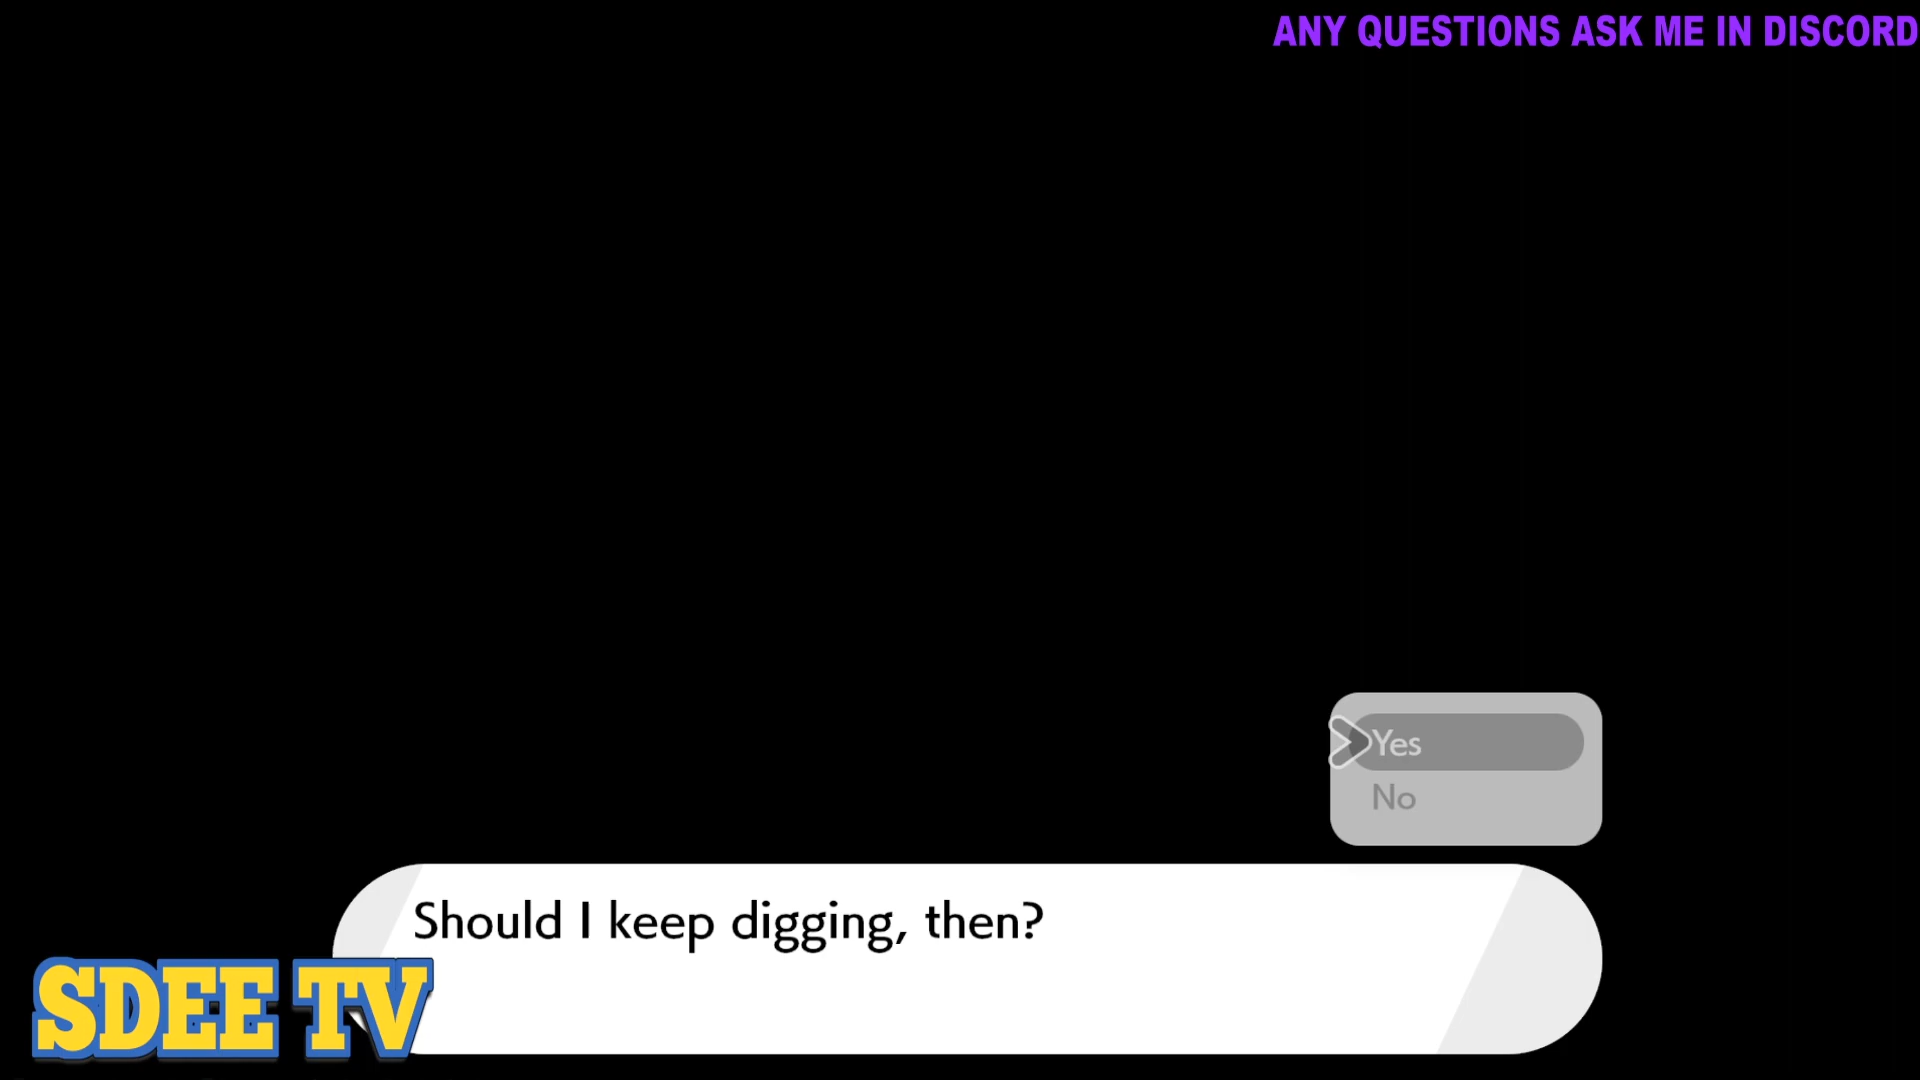 ANY QUESTIONS ASK ME IN DISCORD
Yes
No
Should I keep digging, then?
SDEE TV